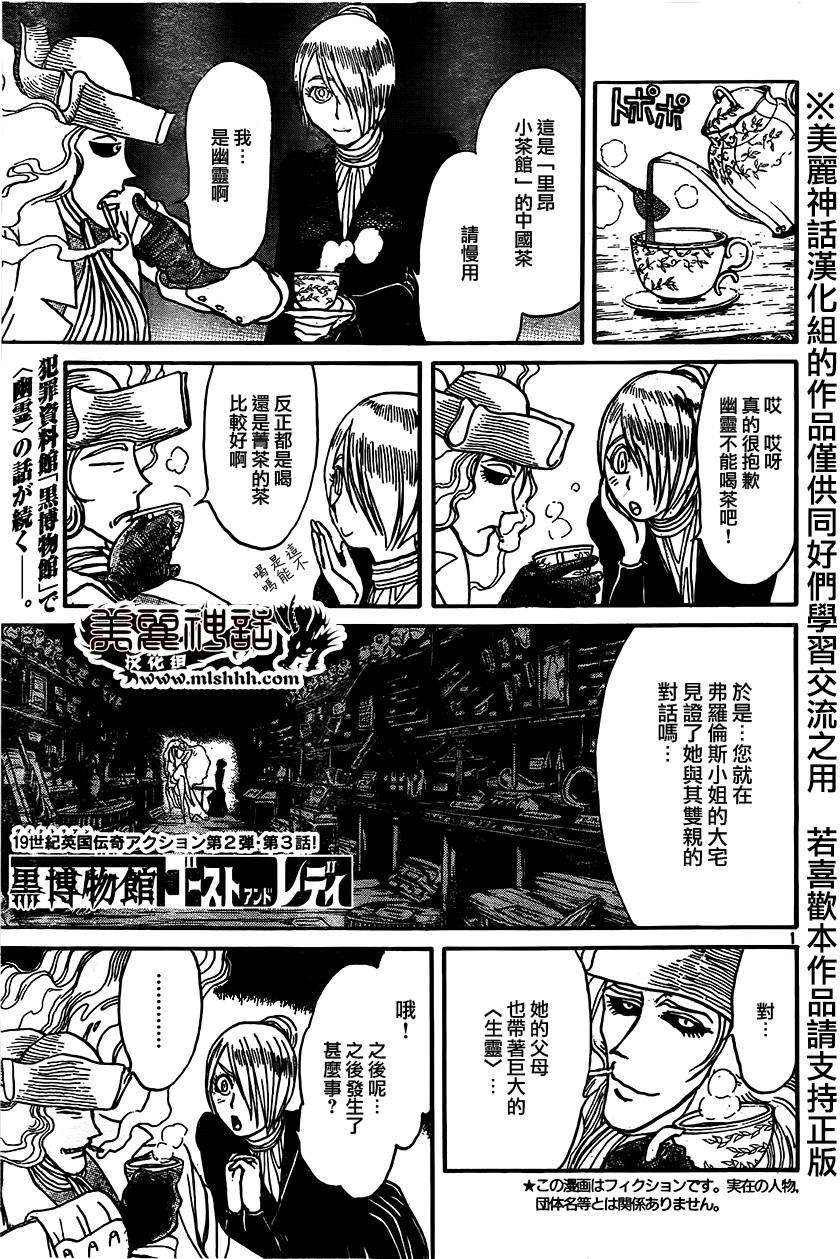 ※美麗神話漢化組的作品僅供同好們學習交流之用　若喜歡本作品請支持正版
トポポポ
這是「里昂
小茶館」的中國茶
請慢用
我…
是幽靈啊
哎 哎呀
真的很抱歉
幽靈不能喝茶吧！
反正都是喝
還是菁茶的茶
比較好啊
這不
是能
喝嗎
犯罪資料館「黒博物館」で
〈幽霊〉の話が続く──。
美麗神話
汉化组
www.mlshhh.com
於是…您就在
弗羅倫斯小姐的大宅
見證了她與其雙親的
對話嗎…
19世紀英国伝奇アクション第2弾・第3話！
黒博物館 ゴースト アンド レディ
1
對…
她的父母
也帶著巨大的
〈生靈〉…
哦！
之後呢…
之後發生了
甚麼事？
………
★この漫画はフィクションです。実在の人物、
団体名等とは関係ありません。